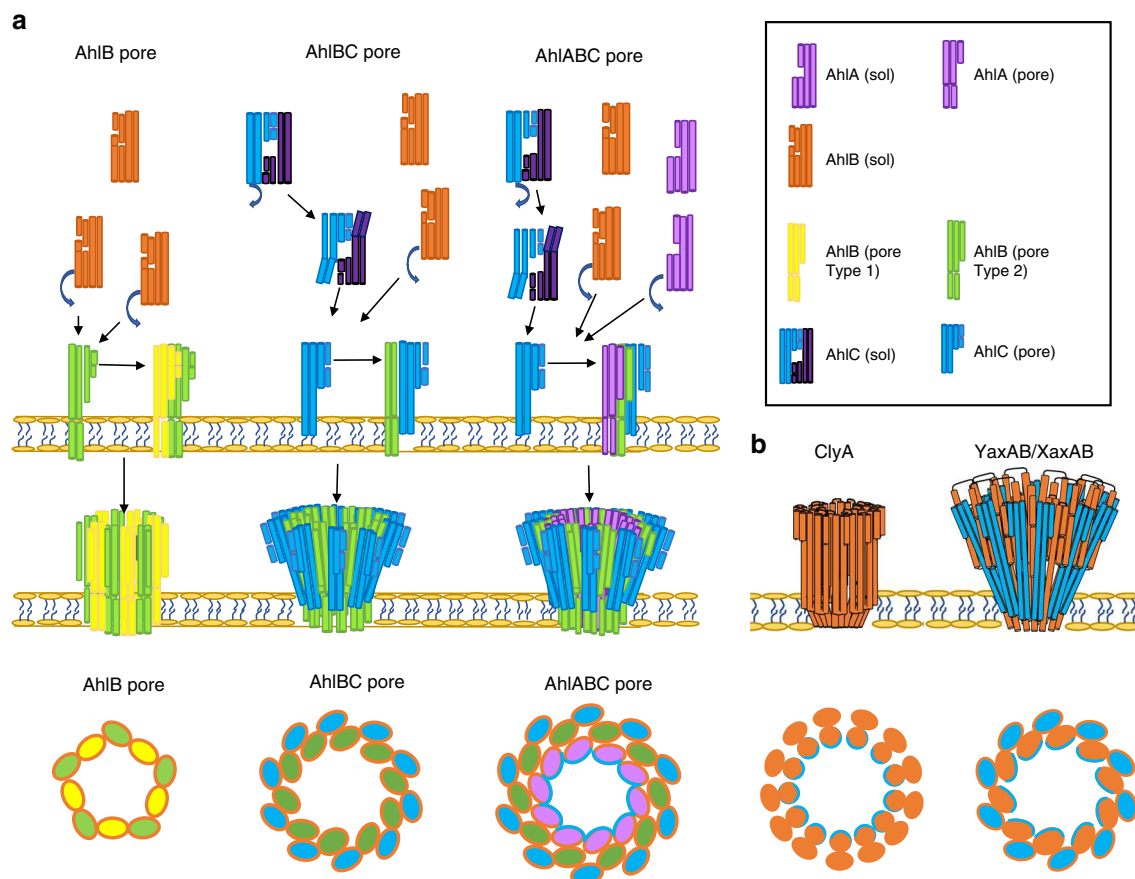 a
AhlB pore
AhlBC pore
AhlABC pore
AhlA (sol)
AhlA (pore)
AhlB (sol)
AhlB (pore
Type 1)
AhlB (pore
Type 2)
AhlC (sol)
AhlC (pore)
b
ClyA
YaxAB/XaxAB
AhlB pore
AhlBC pore
AhlABC pore